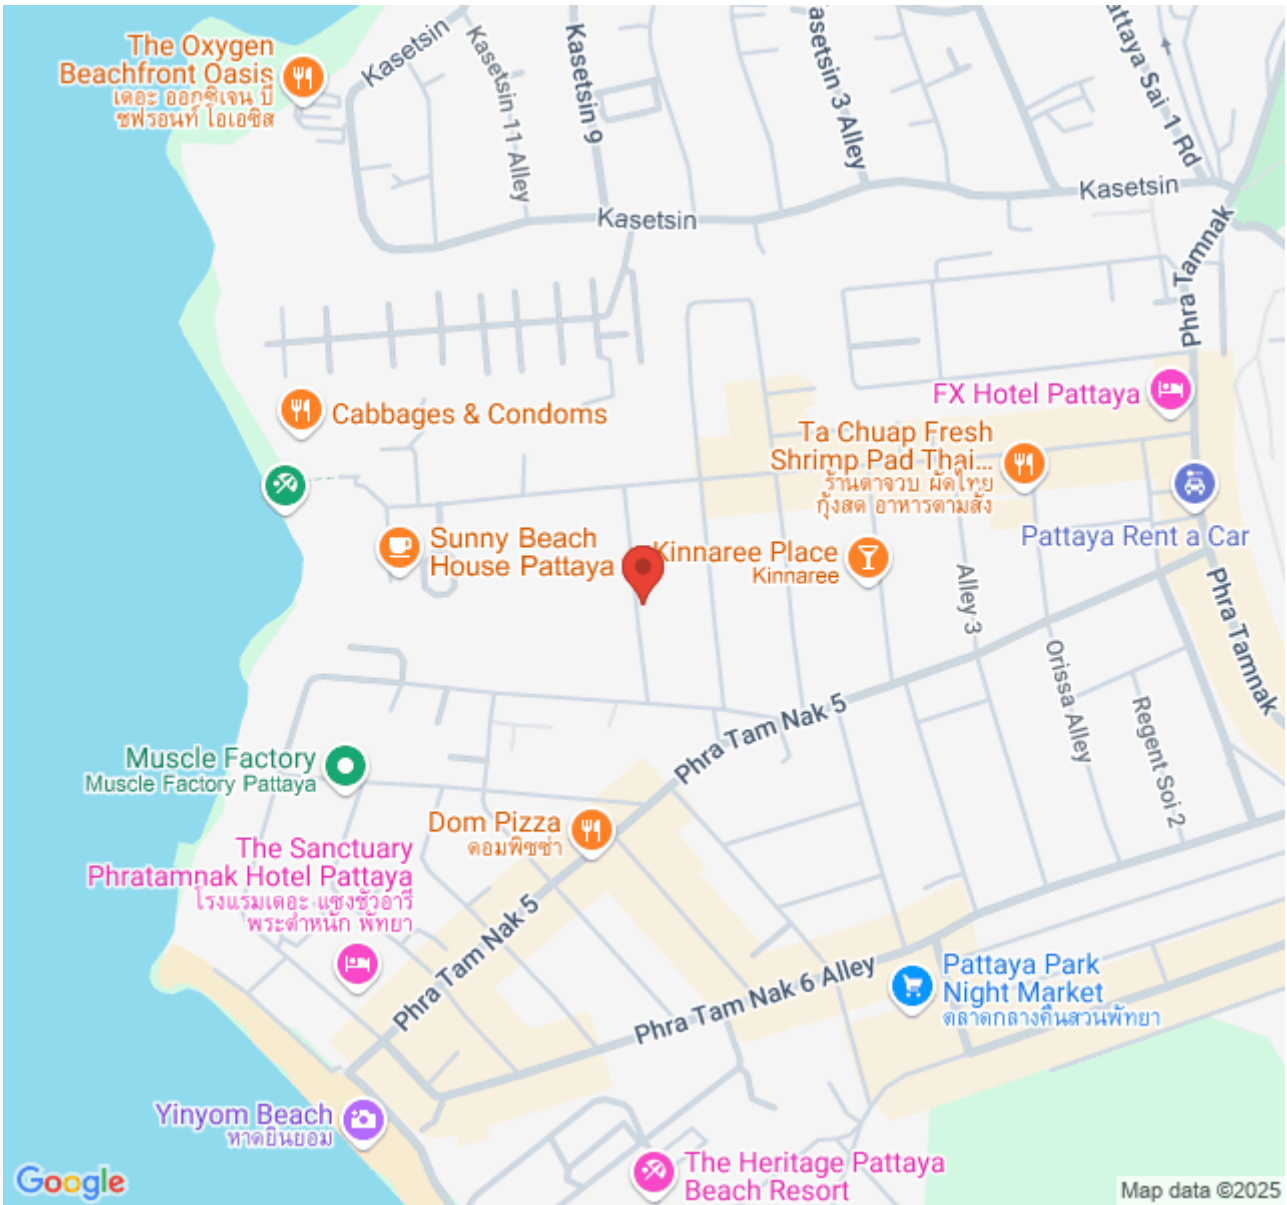 The Oxygen
Beachfront Oasis
เดอะ ออกซิเจน บี
ชฟรอนท์ โอเอซิส
Kasetsin
Kasetsin 11 Alley
Kasetsin 9
asetsin 3 Alley
attaya Sai 1 Rd
Kasetsin
Kasetsin
Phra Tamnak
FX Hotel Pattaya
Cabbages & Condoms
Ta Chuap Fresh
Shrimp Pad Thai...
ร้านตาจวบ ผัดไทย
กุ้งสด อาหารตามสั่ง
Pattaya Rent a Car
Sunny Beach
House Pattaya
Kinnaree Place
Kinnaree
Alley 3
Phra Tamnak
Orissa Alley
Regent Soi 2
Phra Tam Nak 5
Muscle Factory
Muscle Factory Pattaya
Dom Pizza
ดอมพิซซ่า
The Sanctuary
Phratamnak Hotel Pattaya
โรงแรมเดอะ แซงชัวอารี
พระตำหนัก พัทยา
Phra Tam Nak 5
Phra Tam Nak 6 Alley
Pattaya Park
Night Market
ตลาดกลางคืนสวนพัทยา
Yinyom Beach
หาดยินยอม
The Heritage Pattaya
Beach Resort
Google
Map data ©2025